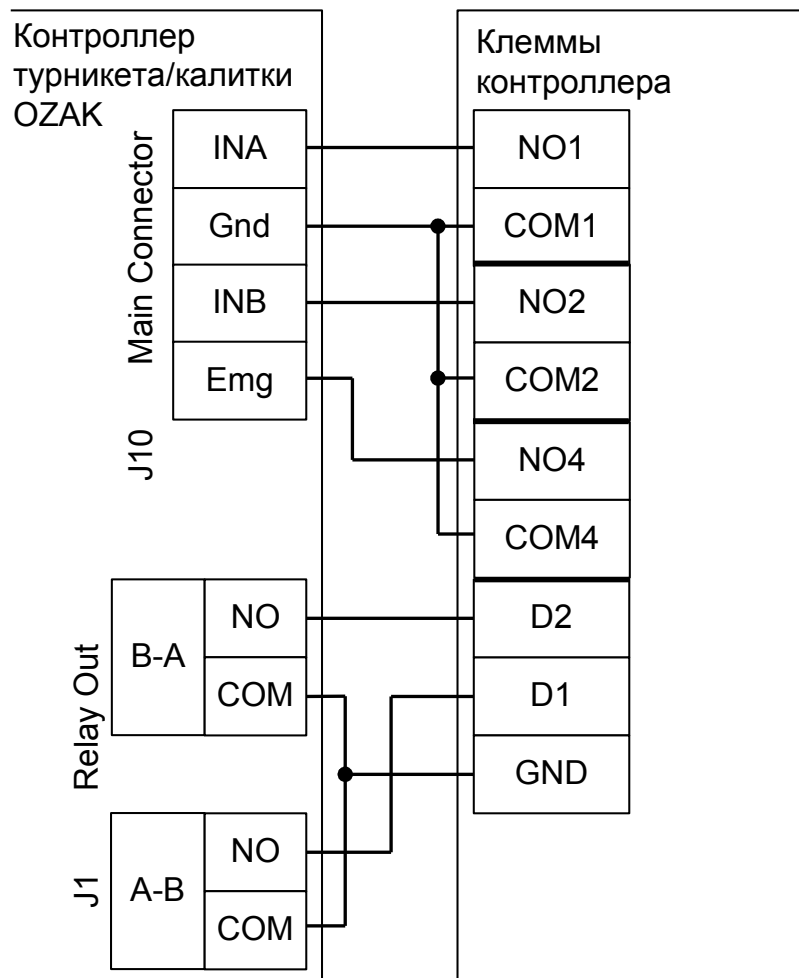 Контроллер
турникета/калитки
OZAK
Main Connector
J10
INA
Gnd
INB
Emg
Relay Out
J1
B-A
NO
COM
A-B
NO
COM
Клеммы
контроллера
NO1
COM1
NO2
COM2
NO4
COM4
D2
D1
GND